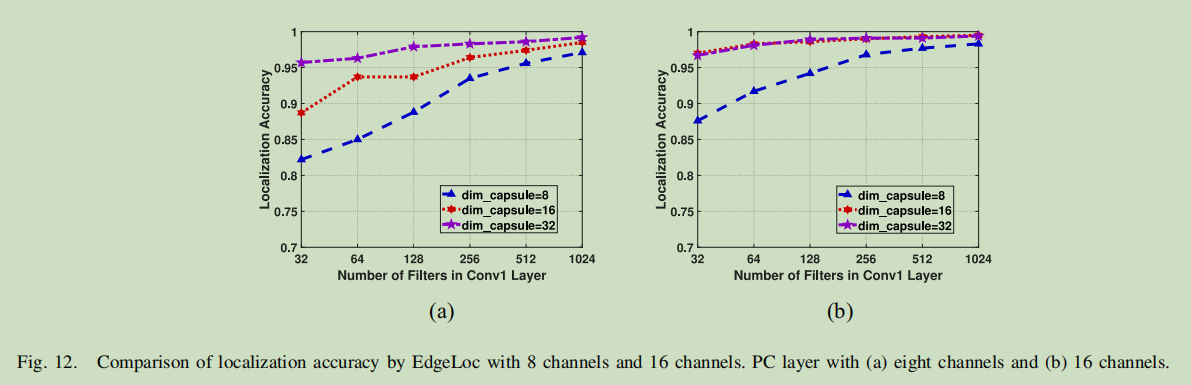 1
0.95
0.9
0.85
0.8
0.75
0.7
Localization Accuracy
dim_capsule=8
dim_capsule=16
dim_capsule=32
32 64 128 256 512 1024
Number of Filters in Conv1 Layer
(a)
1
0.95
0.9
0.85
0.8
0.75
0.7
Localization Accuracy
dim_capsule=8
dim_capsule=16
dim_capsule=32
32 64 128 256 512 1024
Number of Filters in Conv1 Layer
(b)
Fig. 12. Comparison of localization accuracy by EdgeLoc with 8 channels and 16 channels. PC layer with (a) eight channels and (b) 16 channels.